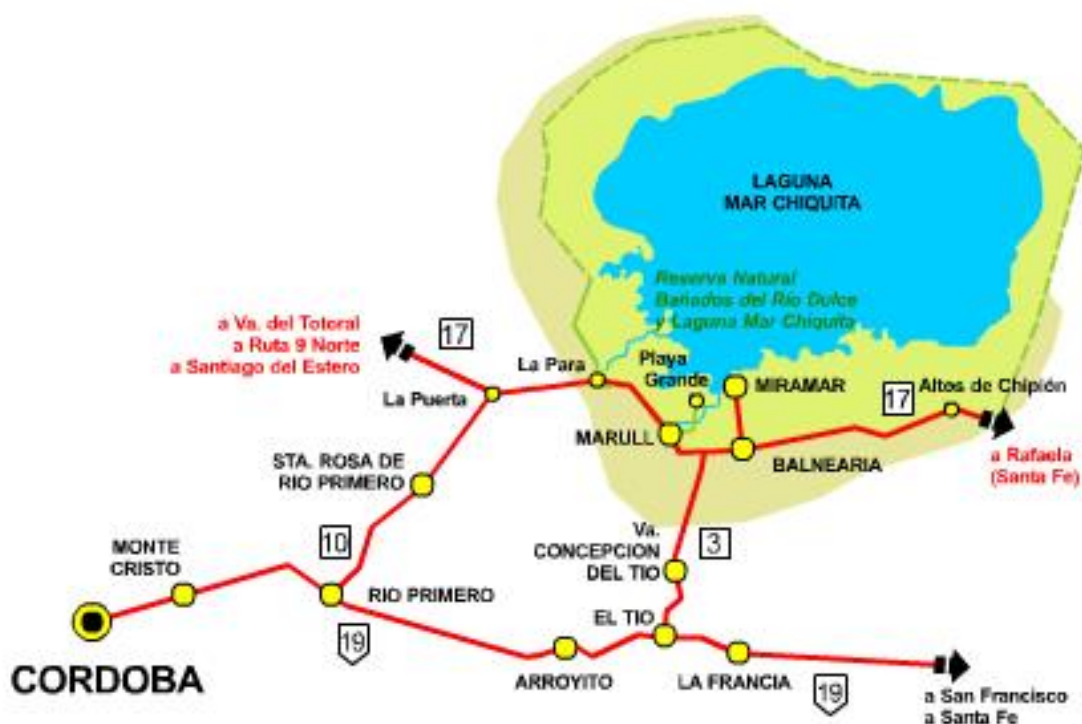 LAGUNA
MAR CHIQUITA
Reserva Natural
Bañados del Río Dulce
y Laguna Mar Chiquita
a Va. del Totoral
a Ruta 9 Norte
a Santiago del Estero
17
La Para
Playa
Grande
MIRAMAR
Altos de Chipión
17
La Puerta
MARULL
BALNEARIA
a Rafaela
(Santa Fe)
STA. ROSA DE
RIO PRIMERO
Va.
CONCEPCION
DEL TIO
3
10
MONTE
CRISTO
RIO PRIMERO
EL TIO
19
CORDOBA
ARROYITO
LA FRANCIA
19
a San Francisco
a Santa Fe